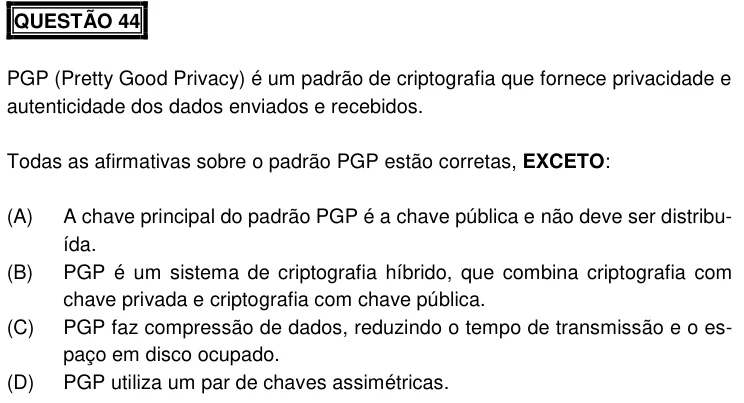 QUESTÃO 44
PGP (Pretty Good Privacy) é um padrão de criptografia que fornece privacidade e
autenticidade dos dados enviados e recebidos.
Todas as afirmativas sobre o padrão PGP estão corretas, EXCETO:
(A) A chave principal do padrão PGP é a chave pública e não deve ser distribu-
ída.
(B) PGP é um sistema de criptografia híbrido, que combina criptografia com
chave privada e criptografia com chave pública.
(C) PGP faz compressão de dados, reduzindo o tempo de transmissão e o es-
paço em disco ocupado.
(D) PGP utiliza um par de chaves assimétricas.